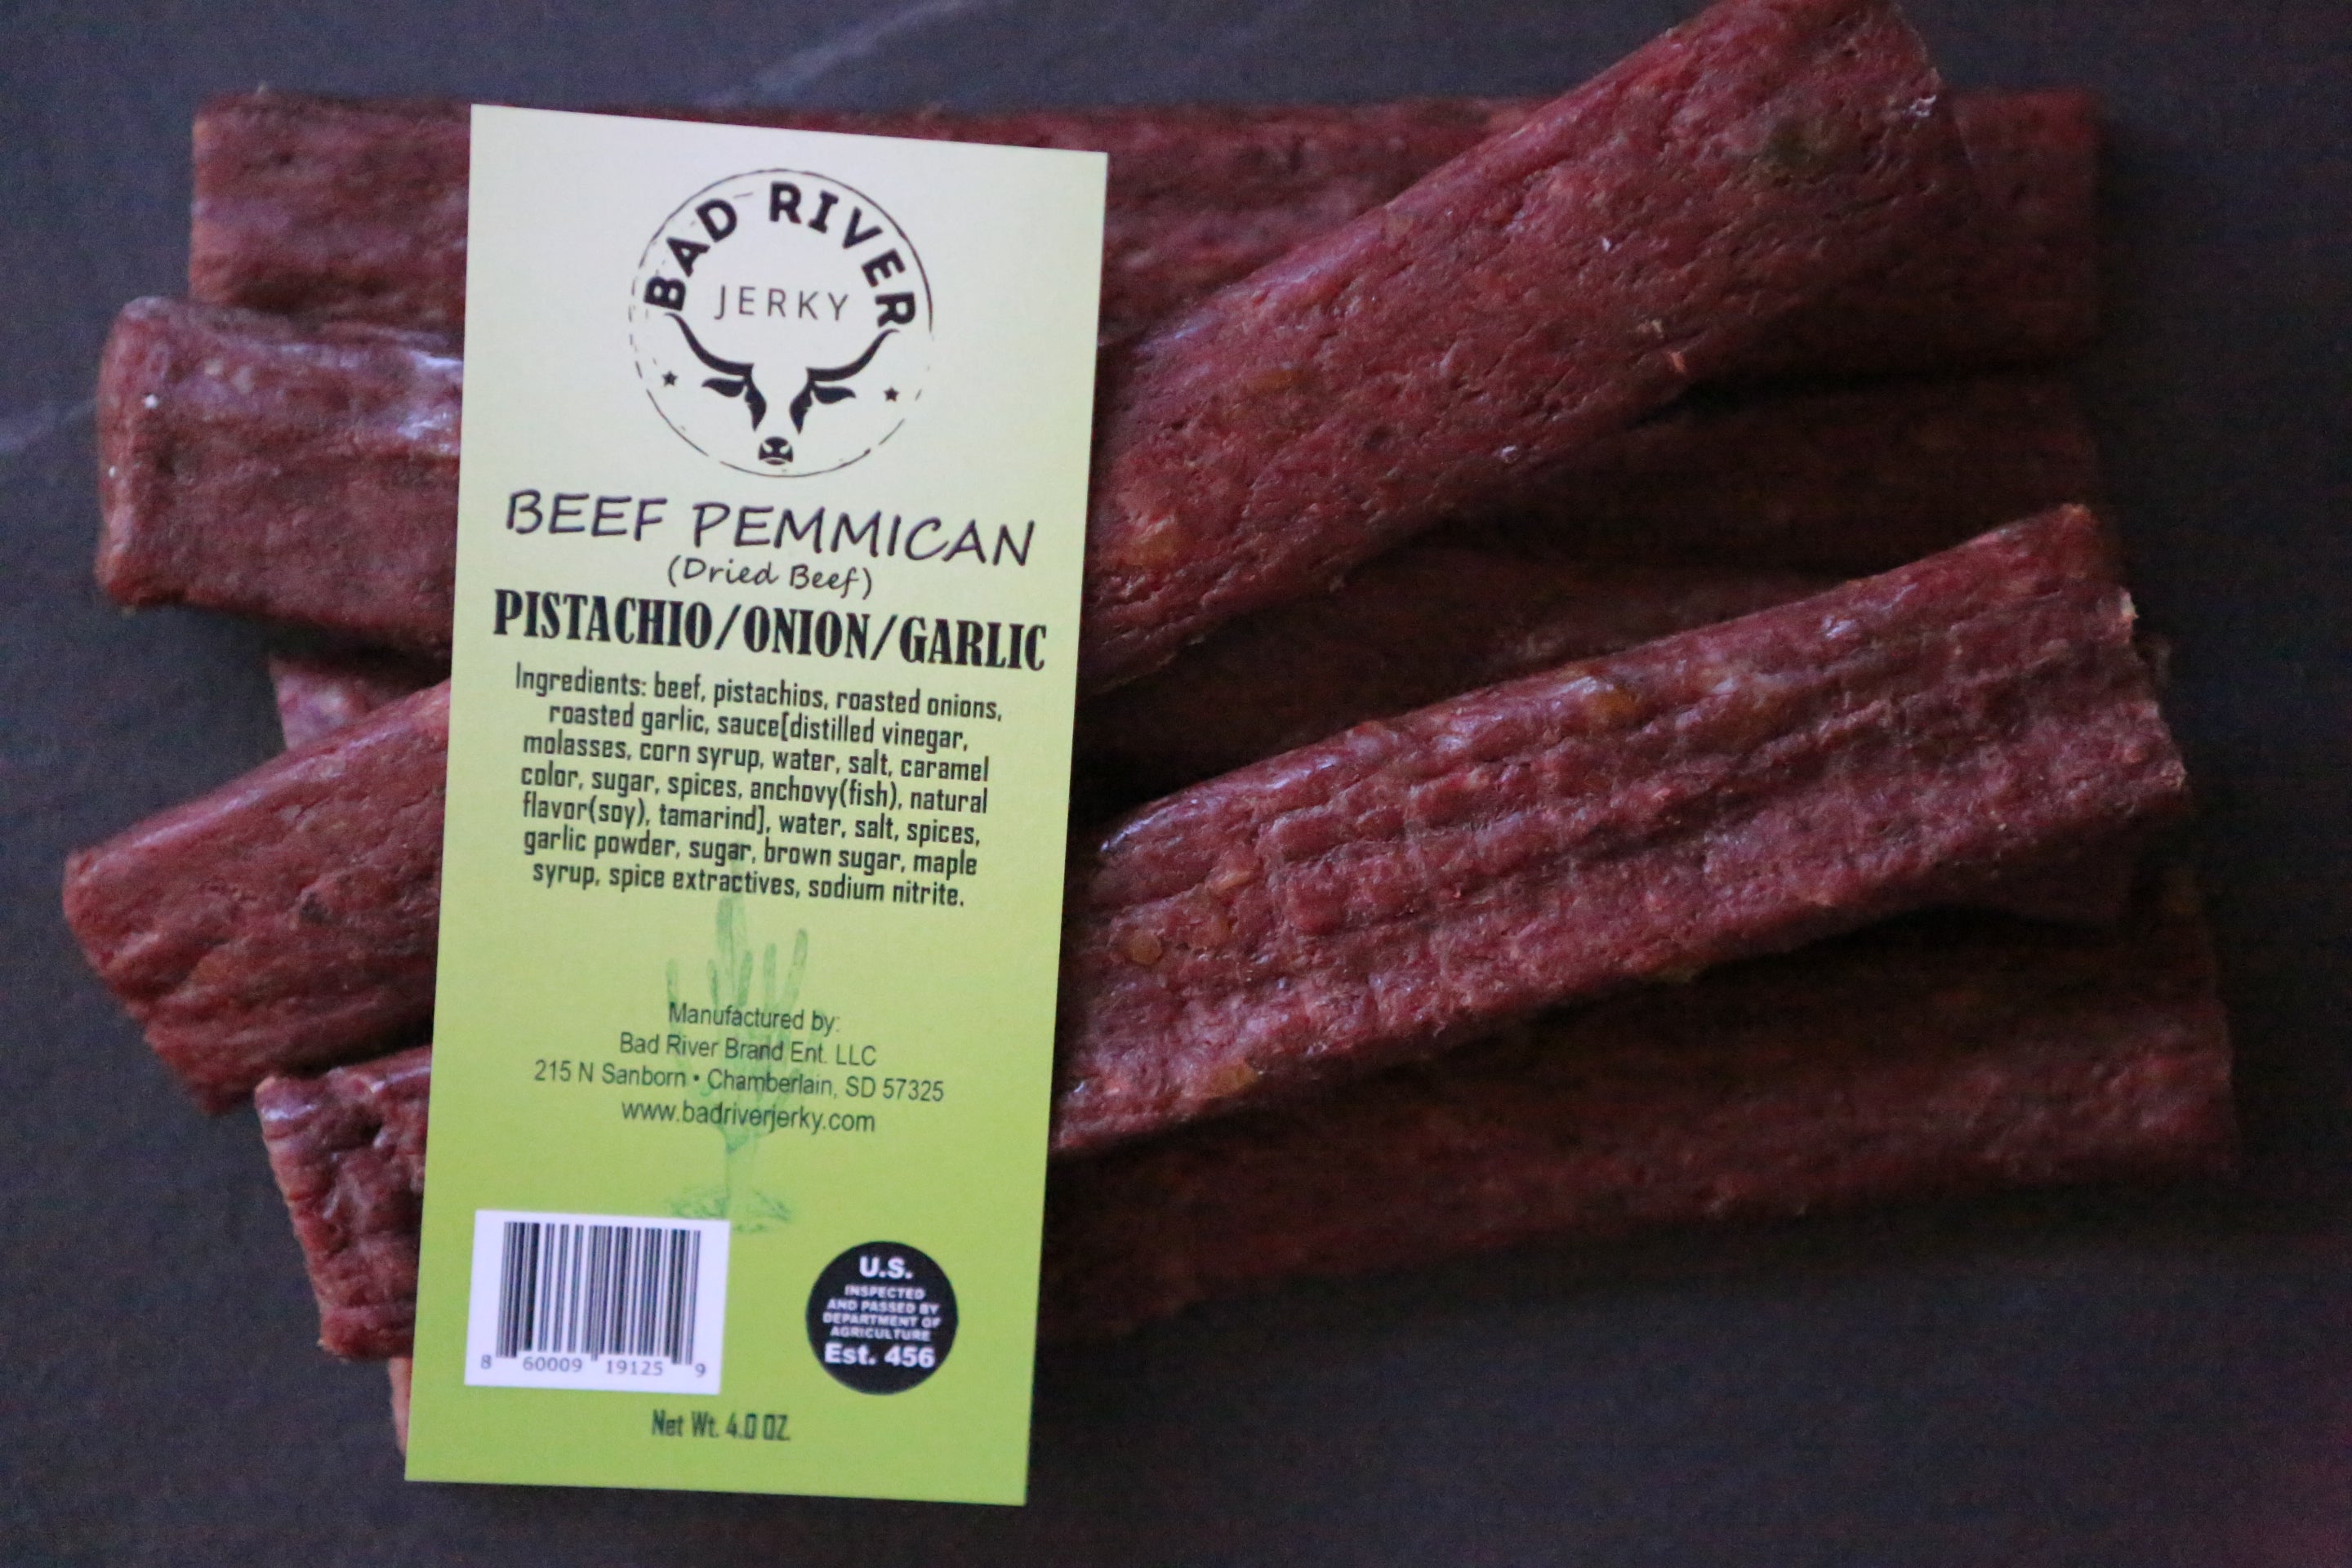 BAD RIVER
JERKY
BEEF PEMMICAN
(Dried Beef)
PISTACHIO/ONION/GARLIC
Ingredients: beef, pistachios, roasted onions,
roasted garlic, sauce[distilled vinegar,
molasses, corn syrup, water, salt, caramel
color, sugar, spices, anchovy(fish), natural
flavor(soy), tamarind], water, salt, spices,
garlic powder, sugar, brown sugar, maple
syrup, spice extractives, sodium nitrite.
Manufactured by:
Bad River Brand Ent. LLC
215 N Sanborn • Chamberlain, SD 57325
www.badriverjerky.com
8 60009 19125 9
U.S.
INSPECTED
AND PASSED BY
DEPARTMENT OF
AGRICULTURE
Est. 456
Net Wt. 4.0 OZ.